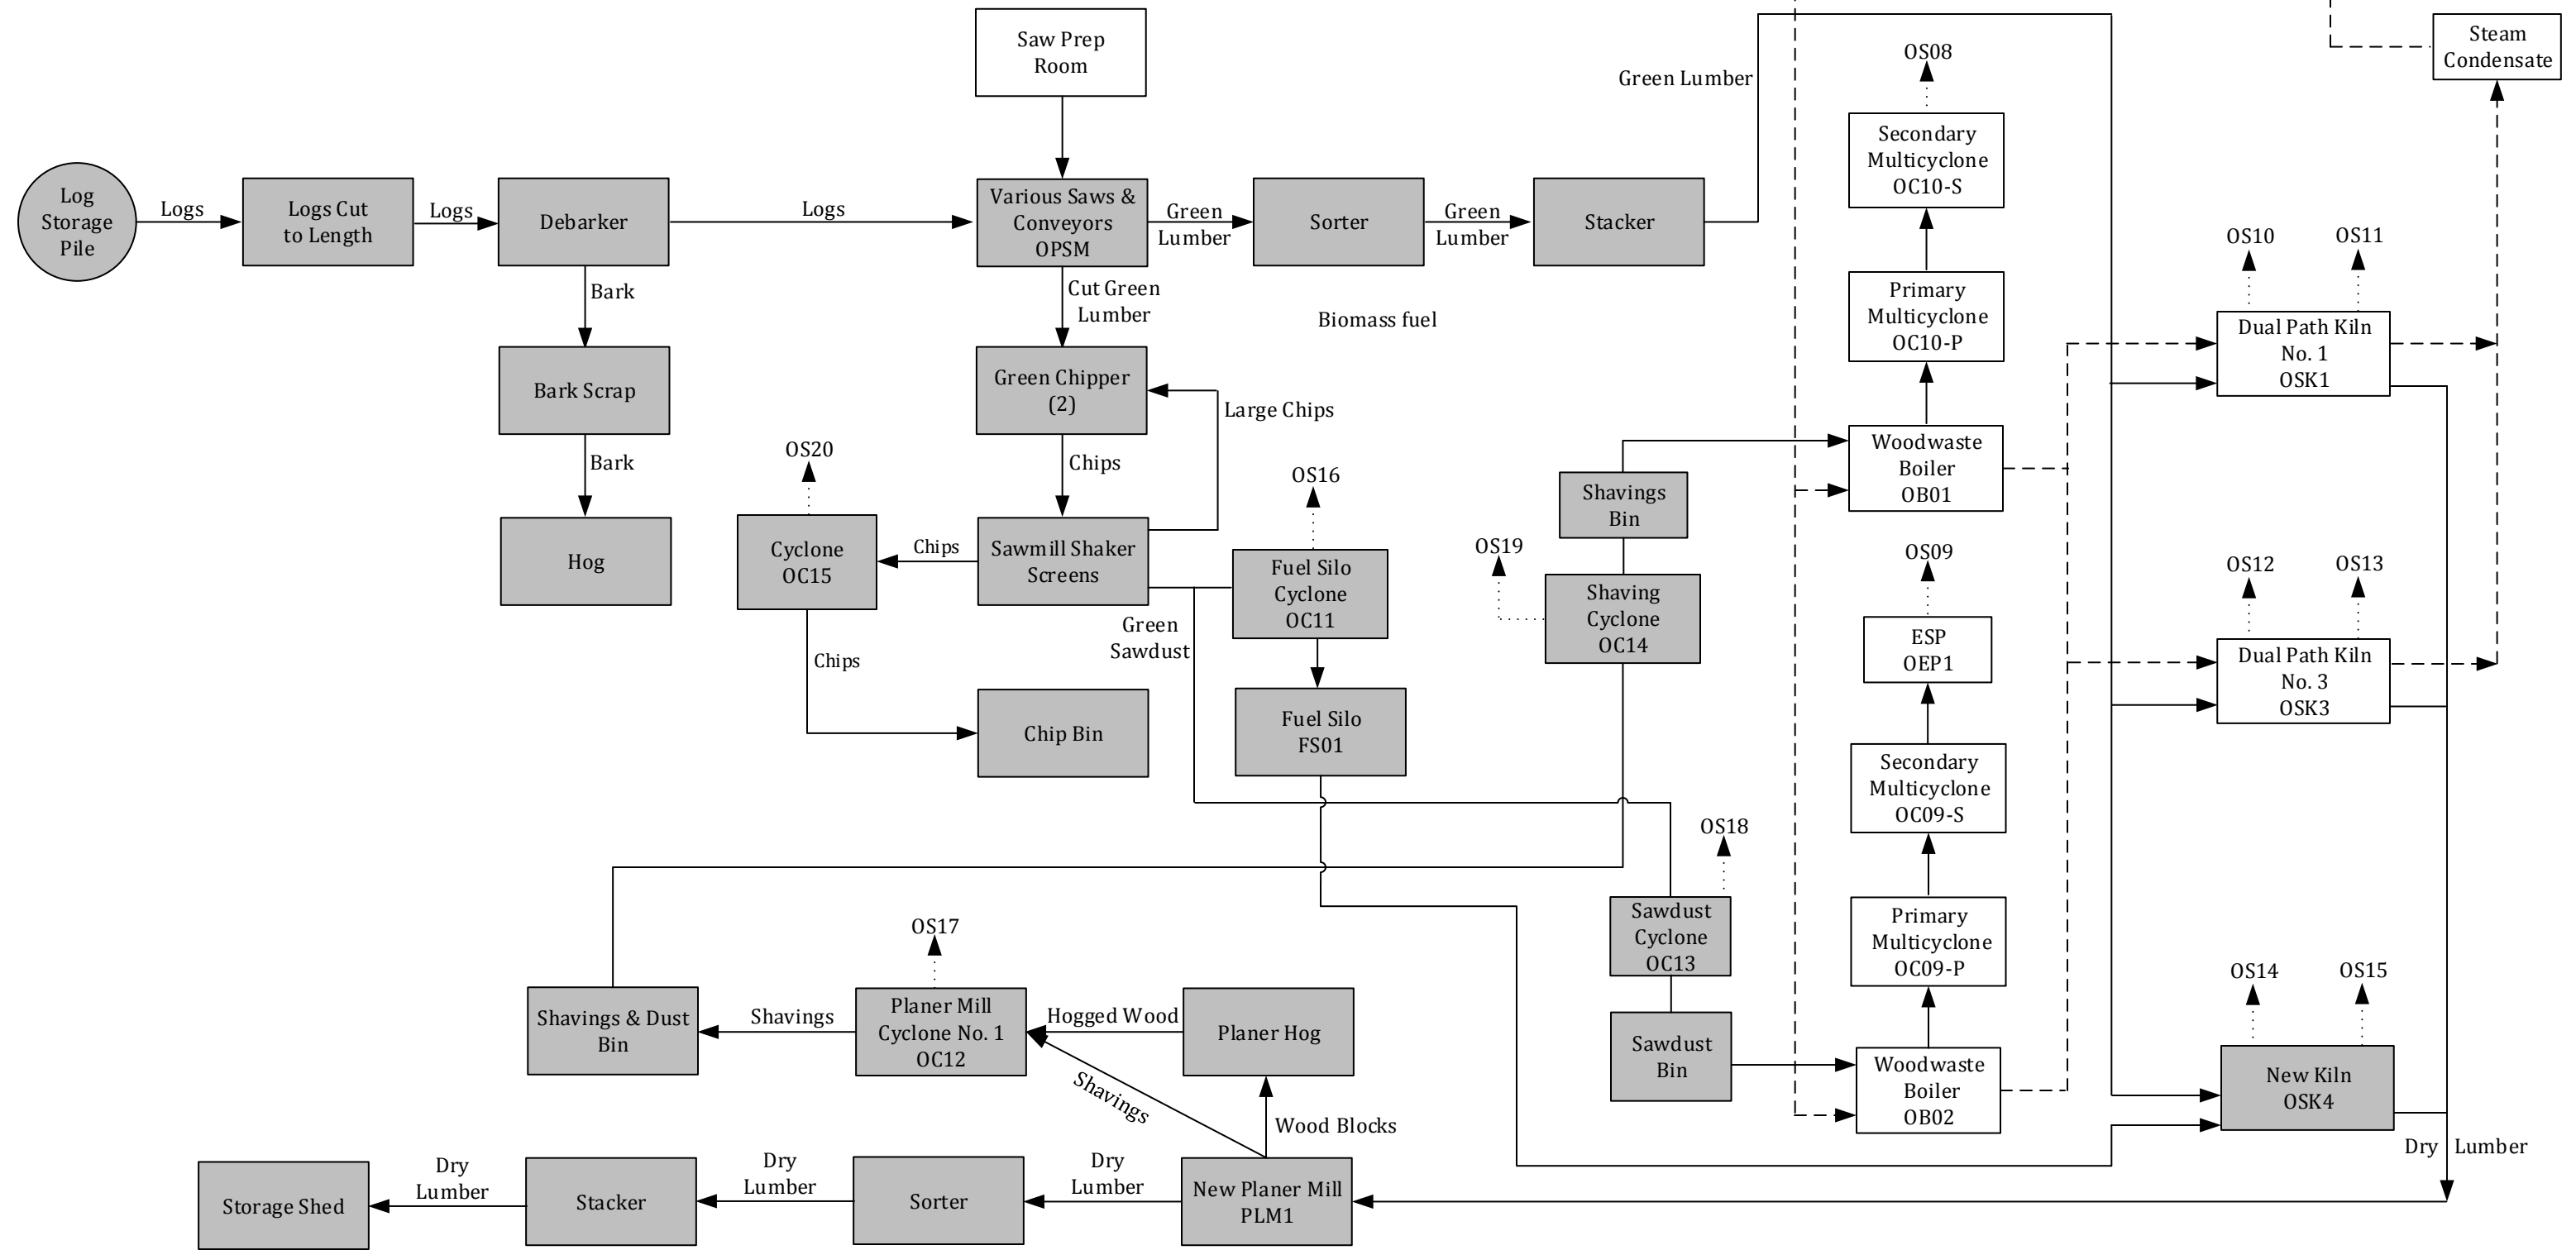 Saw Prep
Room
Green Lumber
OS08
Steam
Condensate
Secondary
Multicyclone
OC10-S
Log
Storage
Pile
Logs
Logs Cut
to Length
Logs
Debarker
Logs
Various Saws &
Conveyors
OPSM
Green
Lumber
Sorter
Green
Lumber
Stacker
OS10
OS11
Bark
Cut Green
Lumber
Biomass fuel
Primary
Multicyclone
OC10-P
Dual Path Kiln
No. 1
OSK1
Bark Scrap
Green Chipper
(2)
Large Chips
Bark
OS20
Chips
OS16
Shavings
Bin
Woodwaste
Boiler
OB01
Hog
Cyclone
OC15
Chips
Sawmill Shaker
Screens
Fuel Silo
Cyclone
OC11
OS19
Shaving
Cyclone
OC14
OS09
OS12
OS13
Green
Sawdust
ESP
OEP1
Dual Path Kiln
No. 3
OSK3
Chips
Chip Bin
Fuel Silo
FS01
Secondary
Multicyclone
OC09-S
OS18
OS17
Sawdust
Cyclone
OC13
Primary
Multicyclone
OC09-P
OS14
OS15
Shavings & Dust
Bin
Shavings
Planer Mill
Cyclone No. 1
OC12
Hogged Wood
Planer Hog
Sawdust
Bin
Woodwaste
Boiler
OB02
New Kiln
OSK4
Shavings
Wood Blocks
Dry Lumber
Storage Shed
Dry
Lumber
Stacker
Dry
Lumber
Sorter
Dry
Lumber
New Planer Mill
PLM1